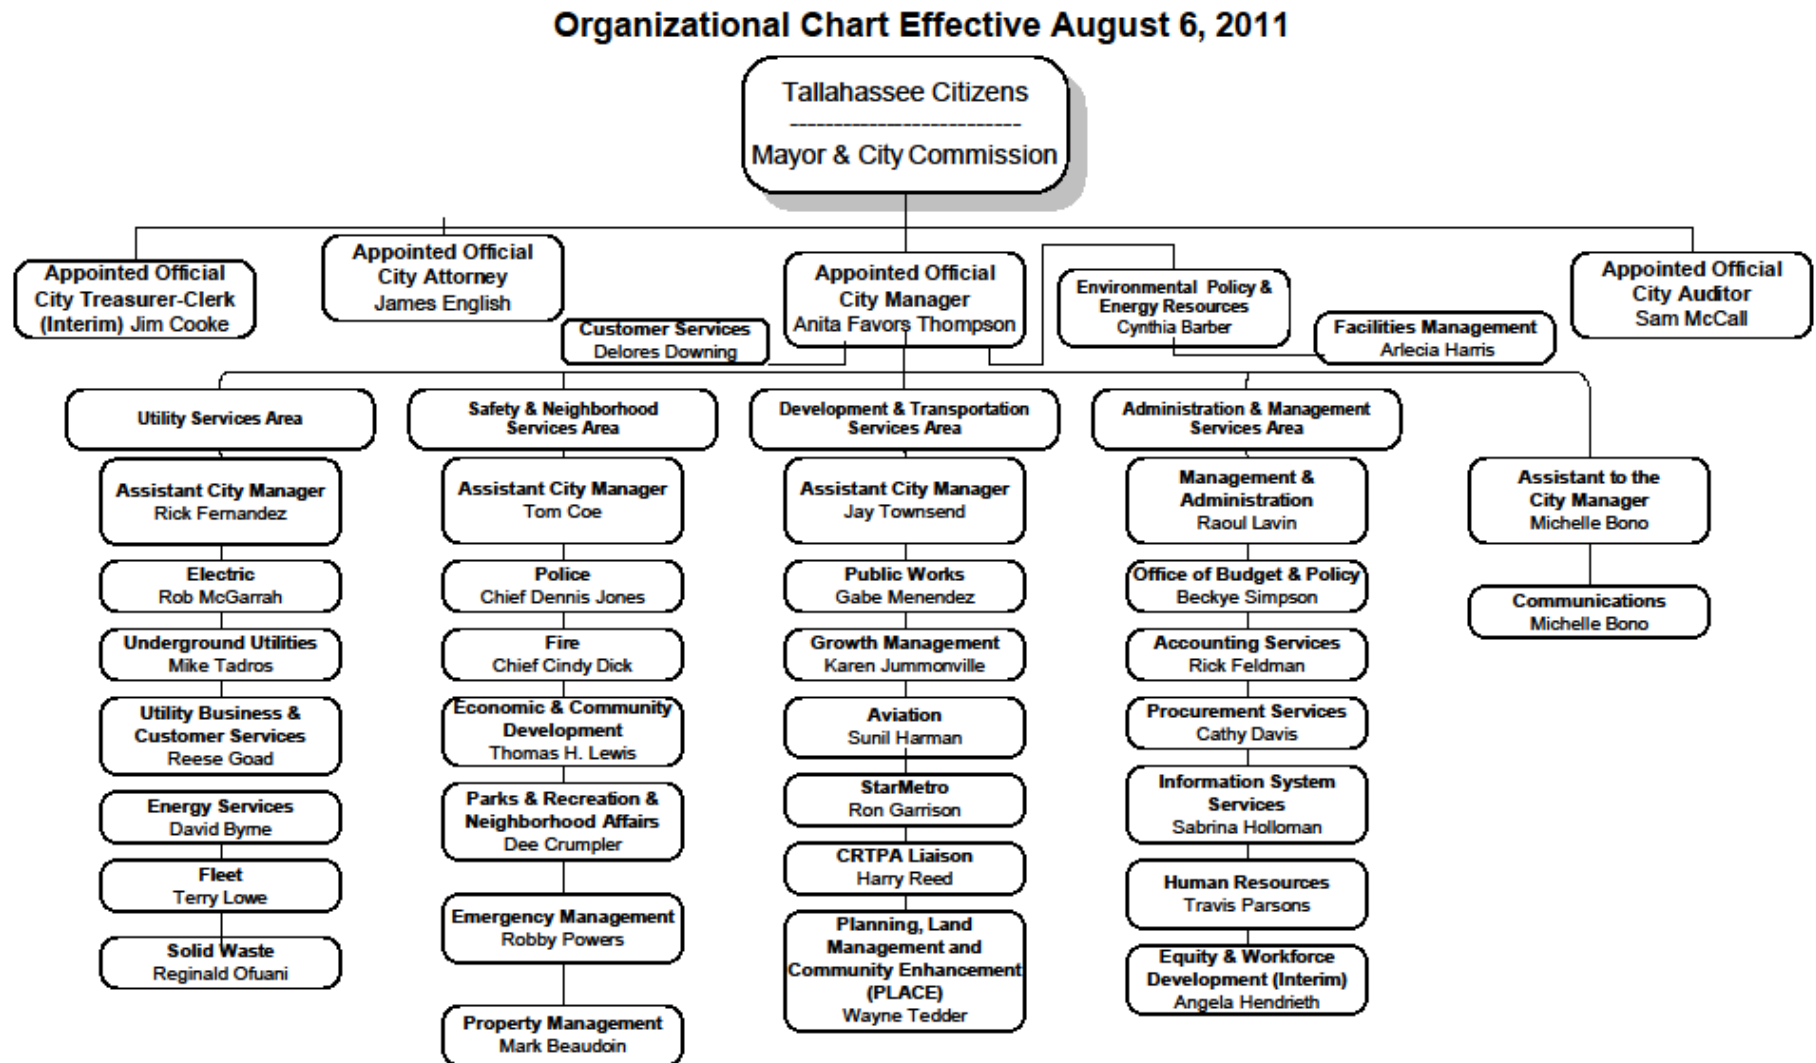 Organizational Chart Effective August 6, 2011
Tallahassee Citizens
--------------------------
Mayor & City Commission
Appointed Official
City Treasurer-Clerk
(Interim) Jim Cooke
Appointed Official
City Attorney
James English
Appointed Official
City Manager
Anita Favors Thompson
Environmental Policy &
Energy Resources
Cynthia Barber
Appointed Official
City Auditor
Sam McCall
Customer Services
Delores Downing
Facilities Management
Arlecia Harris
Utility Services Area
Assistant City Manager
Rick Fernandez
Electric
Rob McGarrah
Underground Utilities
Mike Tadros
Utility Business &
Customer Services
Reese Goad
Energy Services
David Byrne
Fleet
Terry Lowe
Solid Waste
Reginald Ofuani
Safety & Neighborhood
Services Area
Assistant City Manager
Tom Coe
Police
Chief Dennis Jones
Fire
Chief Cindy Dick
Economic & Community
Development
Thomas H. Lewis
Parks & Recreation &
Neighborhood Affairs
Dee Crumpler
Emergency Management
Robby Powers
Property Management
Mark Beaudoin
Development & Transportation
Services Area
Assistant City Manager
Jay Townsend
Public Works
Gabe Menendez
Growth Management
Karen Jummonville
Aviation
Sunil Harman
StarMetro
Ron Garrison
CRTPA Liaison
Harry Reed
Planning, Land
Management and
Community Enhancement
(PLACE)
Wayne Tedder
Administration & Management
Services Area
Management &
Administration
Raoul Lavin
Office of Budget & Policy
Beckye Simpson
Accounting Services
Rick Feldman
Procurement Services
Cathy Davis
Information System
Services
Sabrina Holloman
Human Resources
Travis Parsons
Equity & Workforce
Development (Interim)
Angela Hendrieth
Assistant to the
City Manager
Michelle Bono
Communications
Michelle Bono